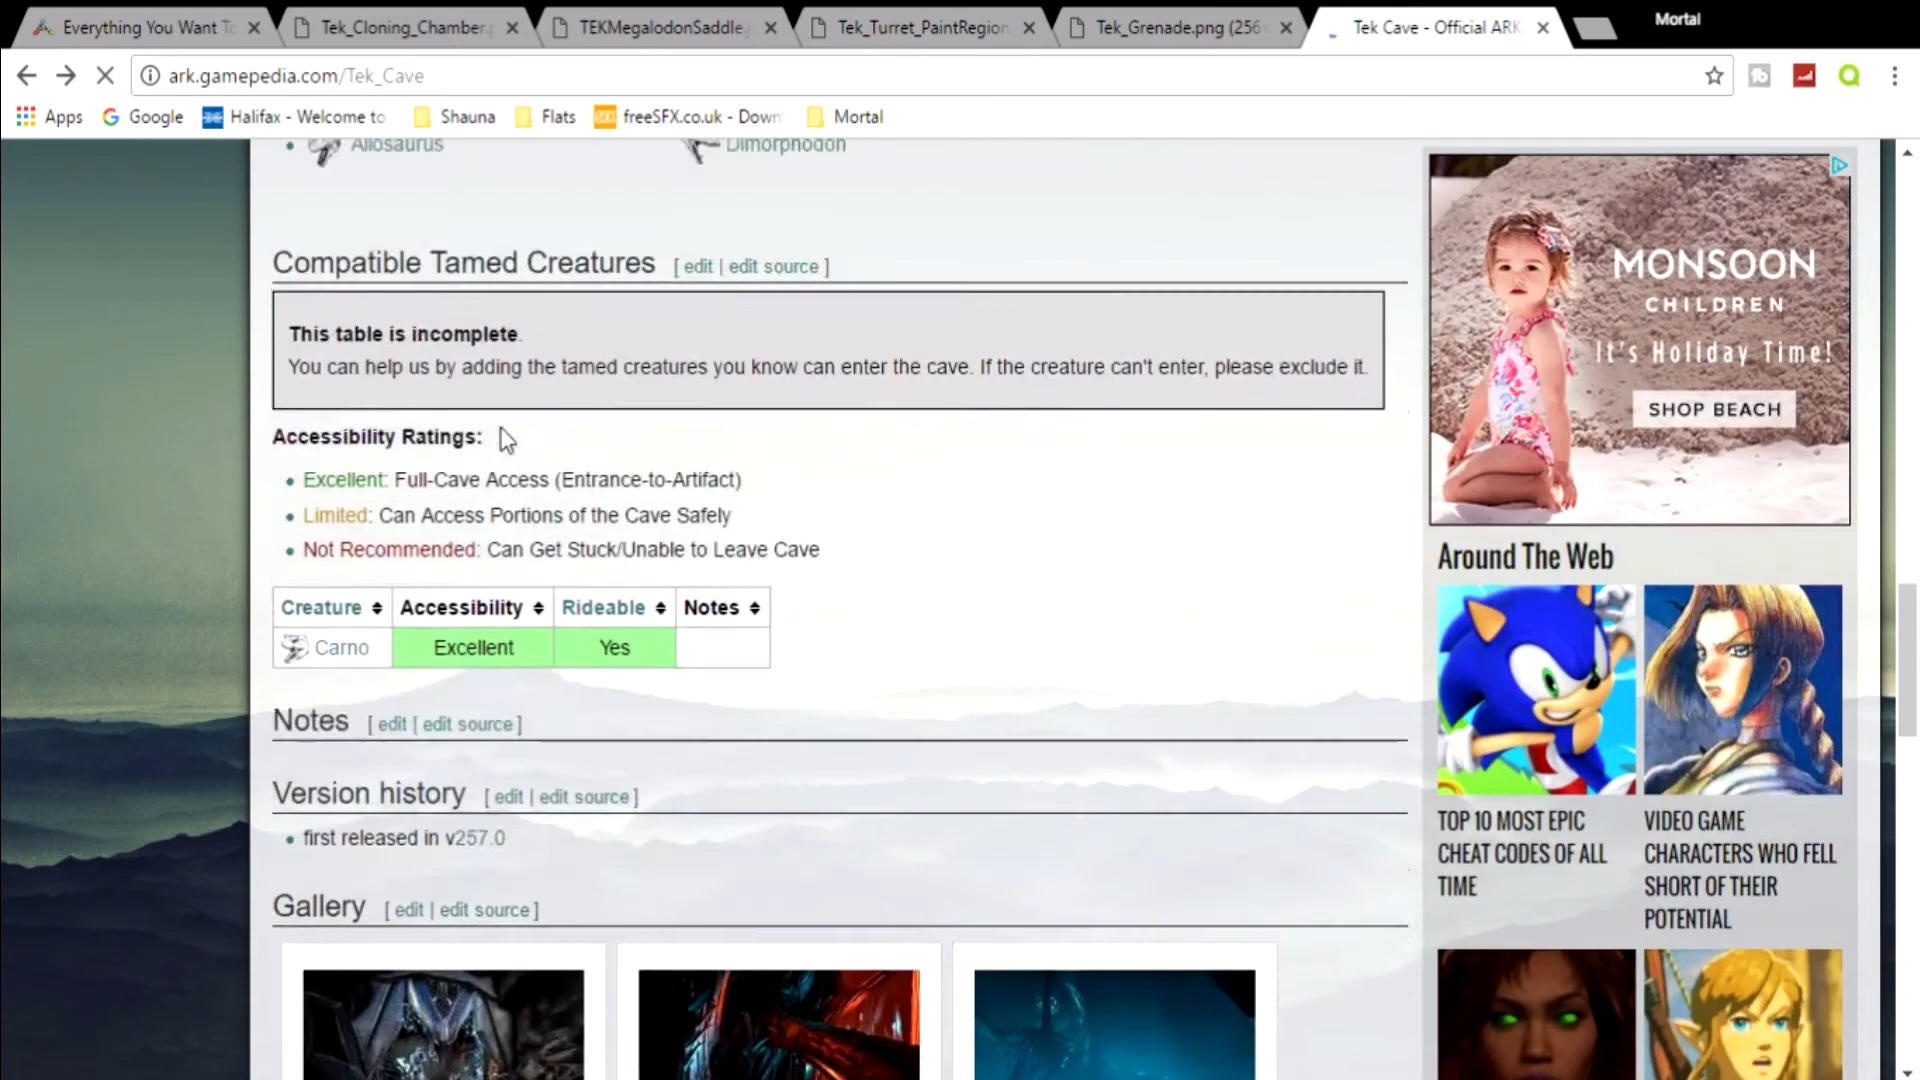 Everything You Want To
Tek_Cloning_Chamber.
TEKMegalodonSaddle.
Tek_Turret_PaintRegion
Tek_Grenade.png (256
Tek Cave - Official ARK
Mortal
ark.gamepedia.com/Tek_Cave
Apps
Google
Halifax - Welcome to
Shauna
Flats
freeSFX.co.uk - Down
Mortal
Allosaurus
Dimorphodon
Compatible Tamed Creatures [ edit | edit source ]
This table is incomplete.
You can help us by adding the tamed creatures you know can enter the cave. If the creature can't enter, please exclude it.
Accessibility Ratings:
Excellent: Full-Cave Access (Entrance-to-Artifact)
Limited: Can Access Portions of the Cave Safely
Not Recommended: Can Get Stuck/Unable to Leave Cave
Creature Accessibility Rideable Notes
Carno Excellent Yes
Notes [ edit | edit source ]
Version history [ edit | edit source ]
first released in v257.0
Gallery [ edit | edit source ]
MONSOON
CHILDREN
It's Holiday Time!
SHOP BEACH
Around The Web
TOP 10 MOST EPIC
CHEAT CODES OF ALL
TIME
VIDEO GAME
CHARACTERS WHO FELL
SHORT OF THEIR
POTENTIAL